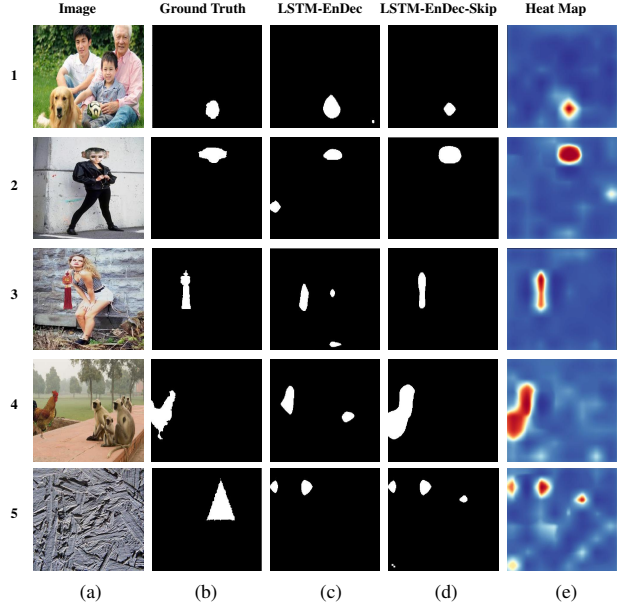 Image Ground Truth LSTM-EnDec LSTM-EnDec-Skip Heat Map
1
2
3
4
5
(a) (b) (c) (d) (e)